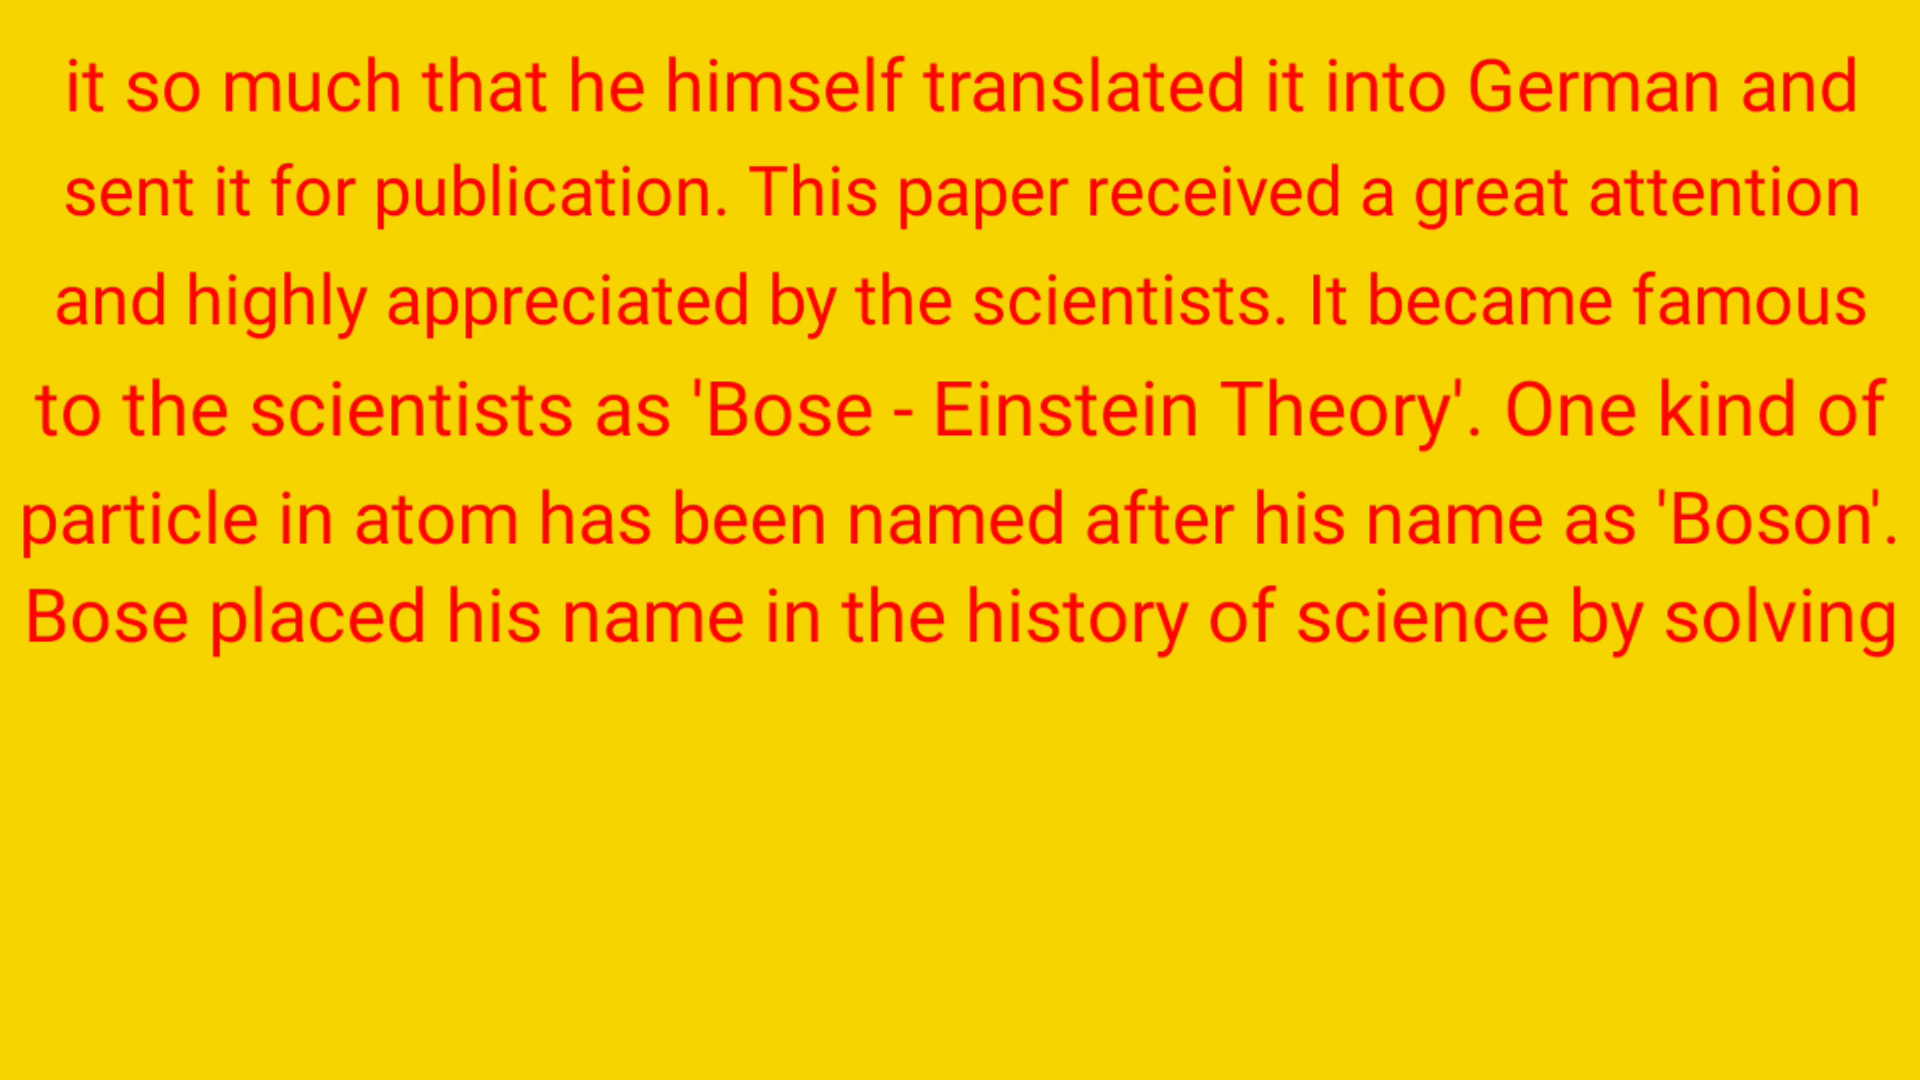 it so much that he himself translated it into German and
sent it for publication. This paper received a great attention
and highly appreciated by the scientists. It became famous
to the scientists as 'Bose - Einstein Theory'. One kind of
particle in atom has been named after his name as 'Boson'.
Bose placed his name in the history of science by solving